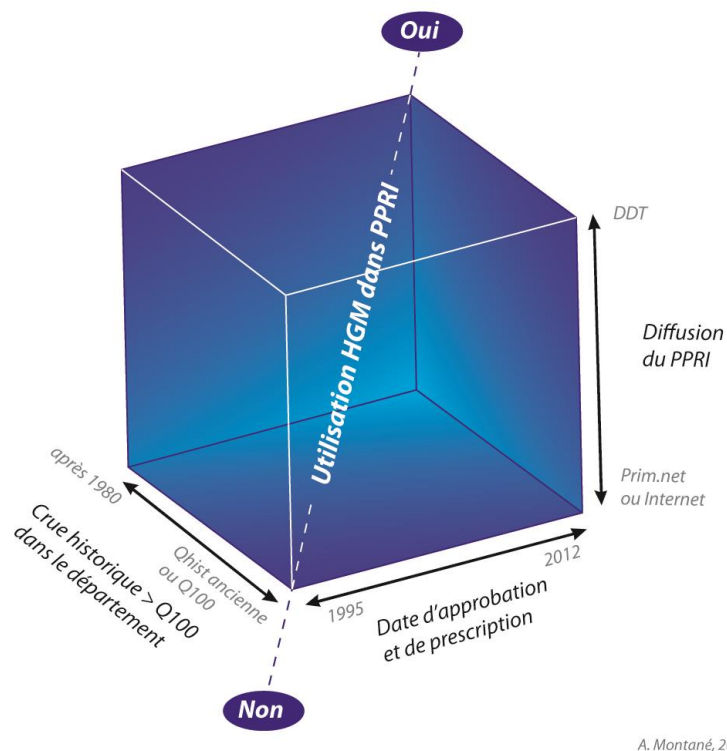 Oui
Utilisation HGM dans PPRI
DDT
Diffusion
du PPRI
Prim.net
ou Internet
après 1980
Crue historique > Q100
dans le département
Qhist ancienne
ou Q100
1995
2012
Date d'approbation
et de prescription
Non
A. Montané, 2